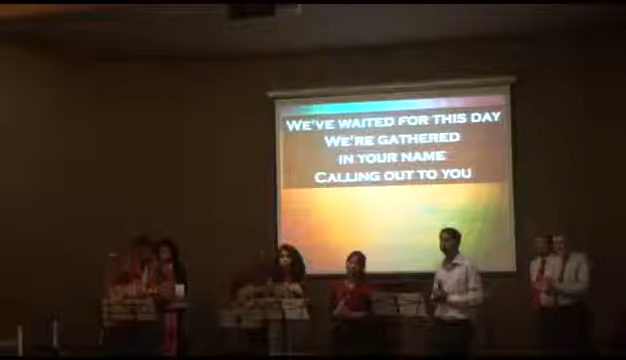 WE'VE WAITED FOR THIS DAY
WE'RE GATHERED
IN YOUR NAME
CALLING OUT TO YOU